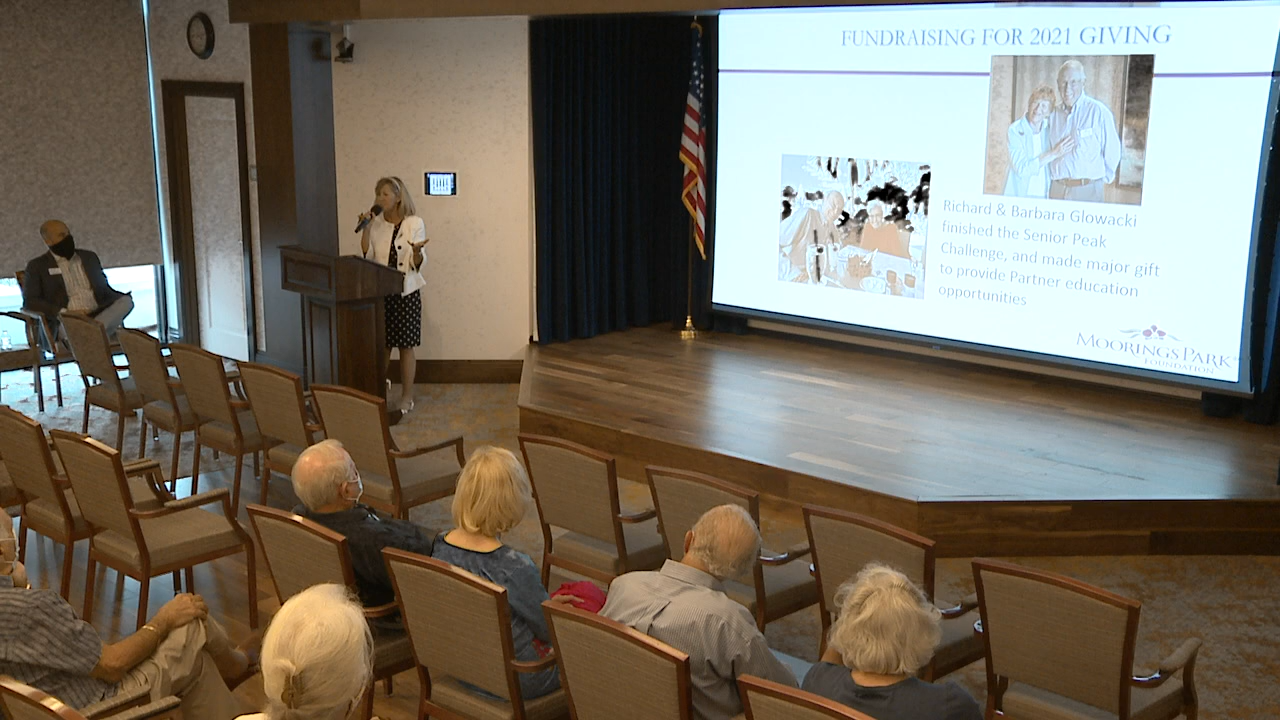 FUNDRAISING FOR 2021 GIVING
Richard & Barbara Glowacki
finished the Senior Peak
Challenge, and made major gift
to provide Partner education
opportunities
MOORINGS PARK
FOUNDATION